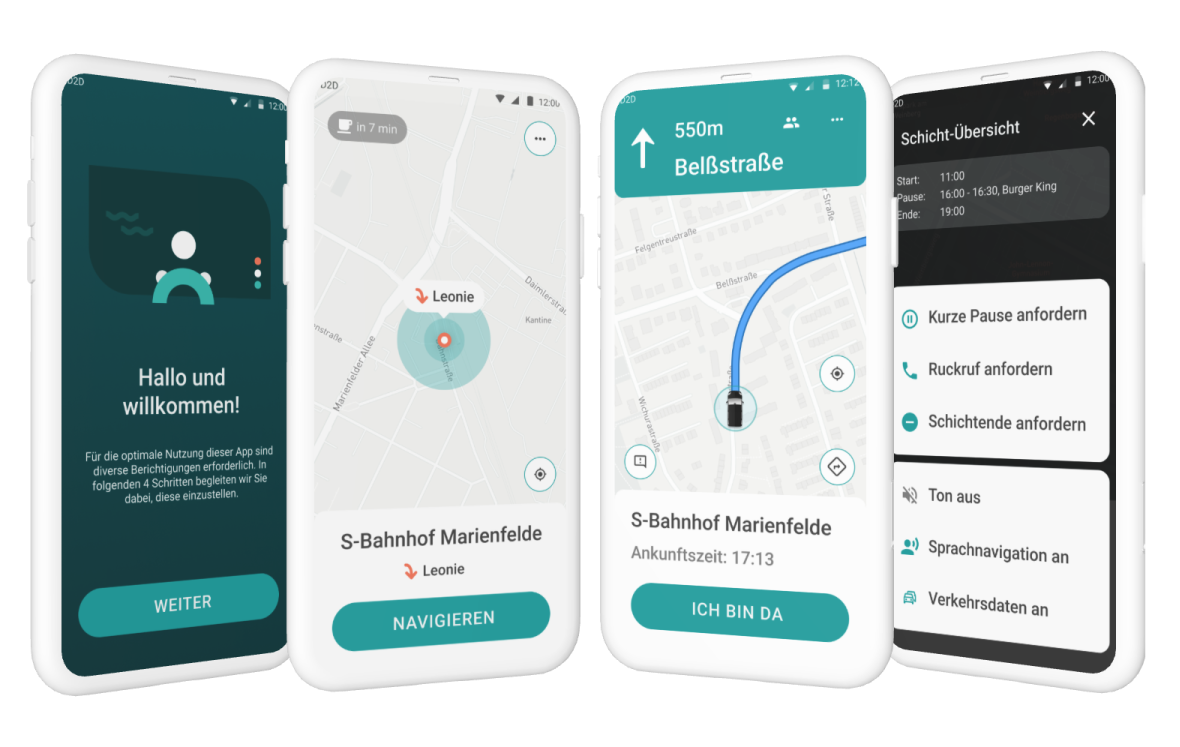 D2D
12:00
Hallo und
willkommen!
Für die optimale Nutzung dieser App sind
diverse Berichtigungen erforderlich. In
folgenden 4 Schritten begleiten wir Sie
dabei, diese einzustellen.
WEITER
D2D
12:00
in 7 min
Leonie
Daimlerstraße
Kantine
Marienfelder Allee
S-Bahnhof Marienfelde
Leonie
NAVIGIEREN
D2D
12:12
550m
Belßstraße
Straße
Felgentreustraße
Belßstraße
Wichurastraße
S-Bahnhof Marienfelde
Ankunftszeit: 17:13
ICH BIN DA
2D
12:00
Schicht-Übersicht
Start: 11:00
Pause: 16:00 - 16:30, Burger King
Ende: 19:00
Kurze Pause anfordern
Ruckruf anfordern
Schichtende anfordern
Ton aus
Sprachnavigation an
Verkehrsdaten an